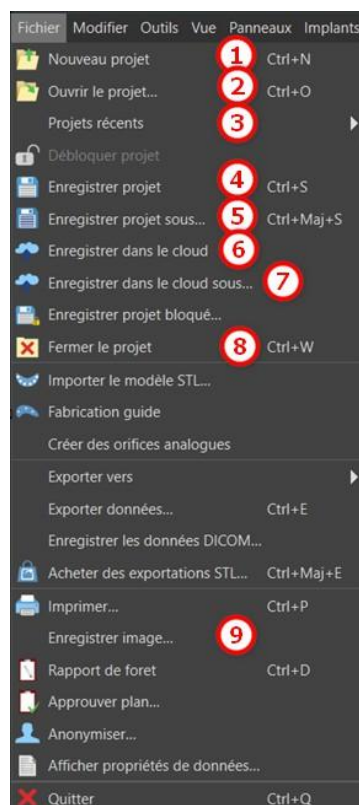 Fichier Modifier Outils Vue Panneaux Implants
Nouveau projet 1 Ctrl+N
Ouvrir le projet... 2 Ctrl+O
Projets récents 3
Débloquer projet
Enregistrer projet 4 Ctrl+S
Enregistrer projet sous... 5 Ctrl+Maj+S
Enregistrer dans le cloud 6
Enregistrer dans le cloud sous... 7
Enregistrer projet bloqué...
Fermer le projet 8 Ctrl+W
Importer le modèle STL...
Fabrication guide
Créer des orifices analogues
Exporter vers
Exporter données... Ctrl+E
Enregistrer les données DICOM...
Acheter des exportations STL... Ctrl+Maj+E
Imprimer... Ctrl+P
Enregistrer image... 9
Rapport de foret Ctrl+D
Approuver plan...
Anonymiser...
Afficher propriétés de données...
Quitter Ctrl+Q